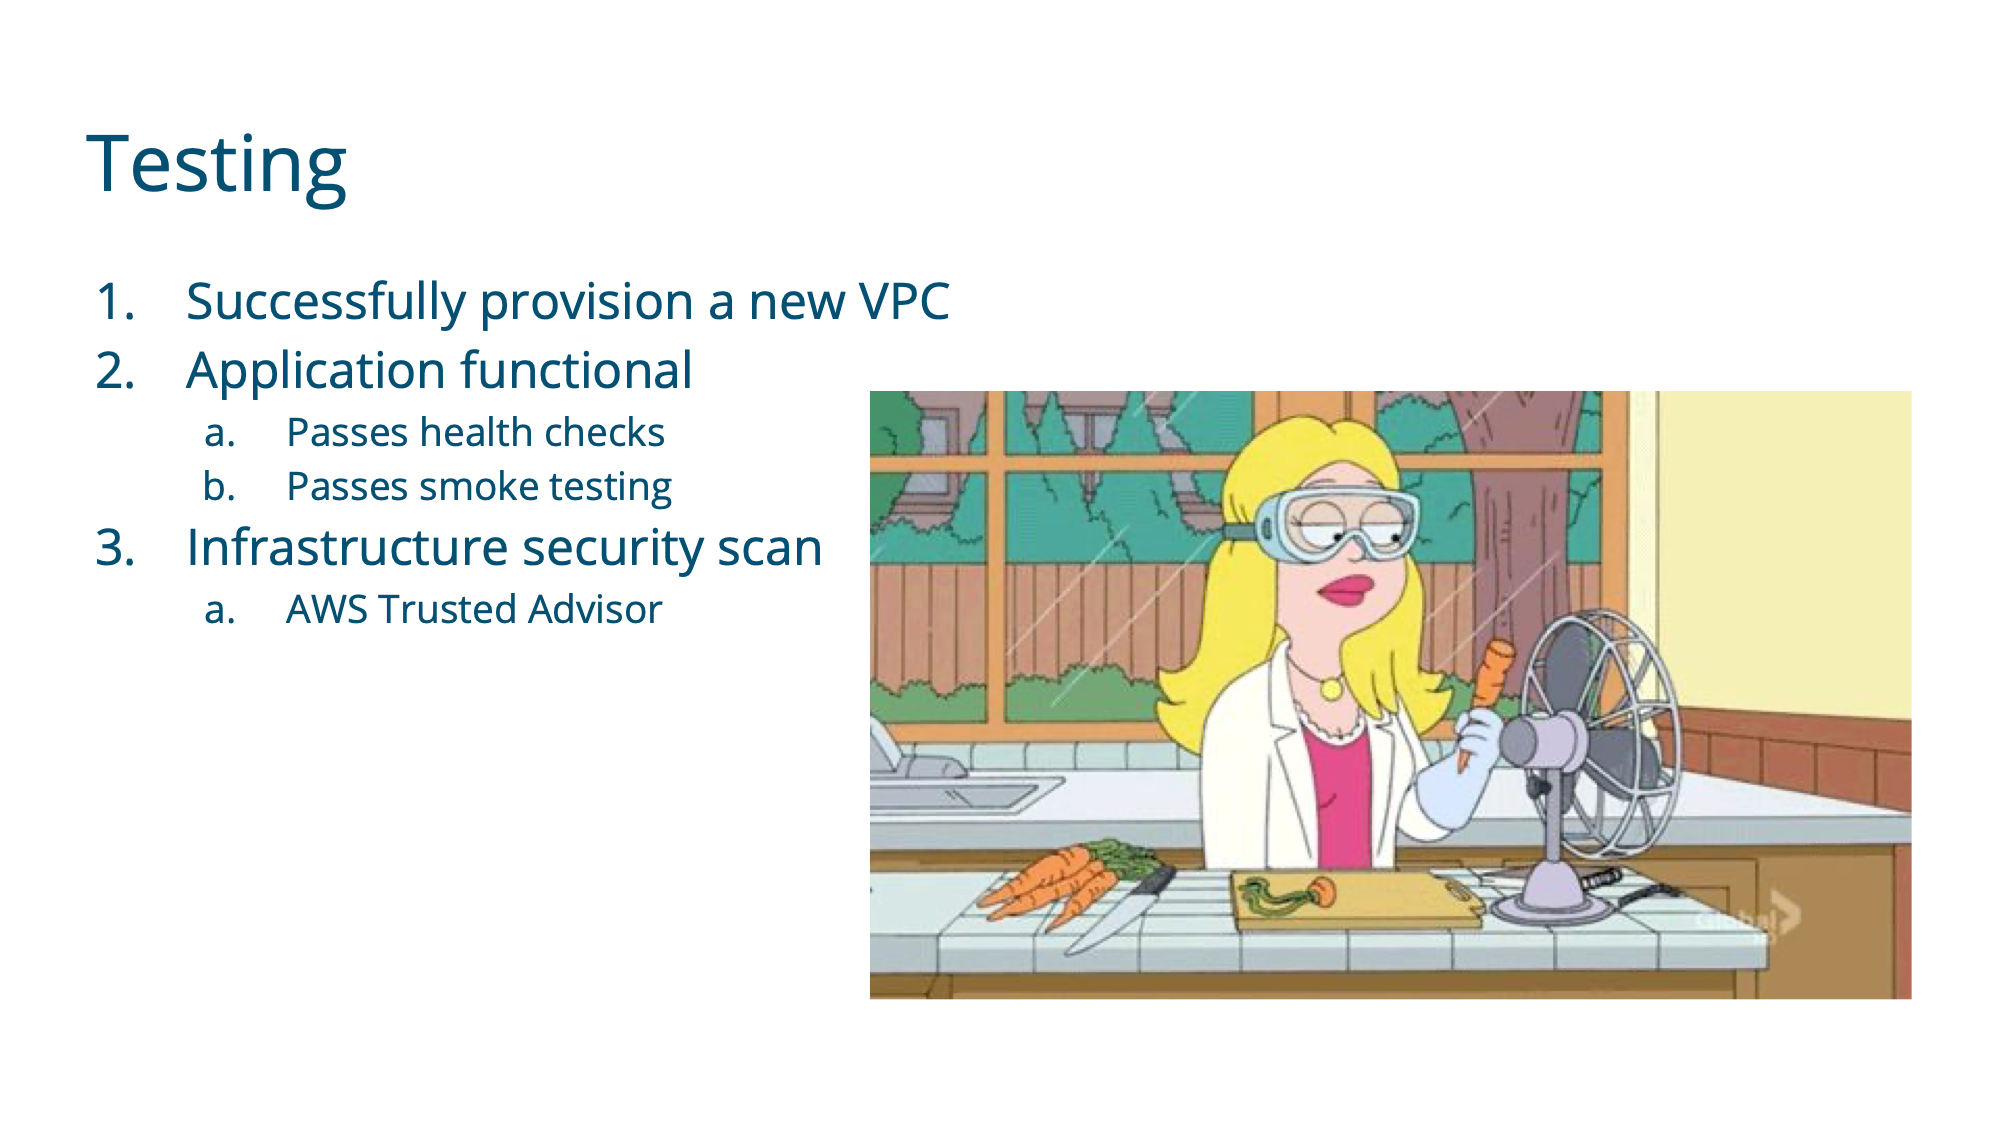 Testing
1. Successfully provision a new VPC
2. Application functional
a. Passes health checks
b. Passes smoke testing
3. Infrastructure security scan
a. AWS Trusted Advisor
Global
HD